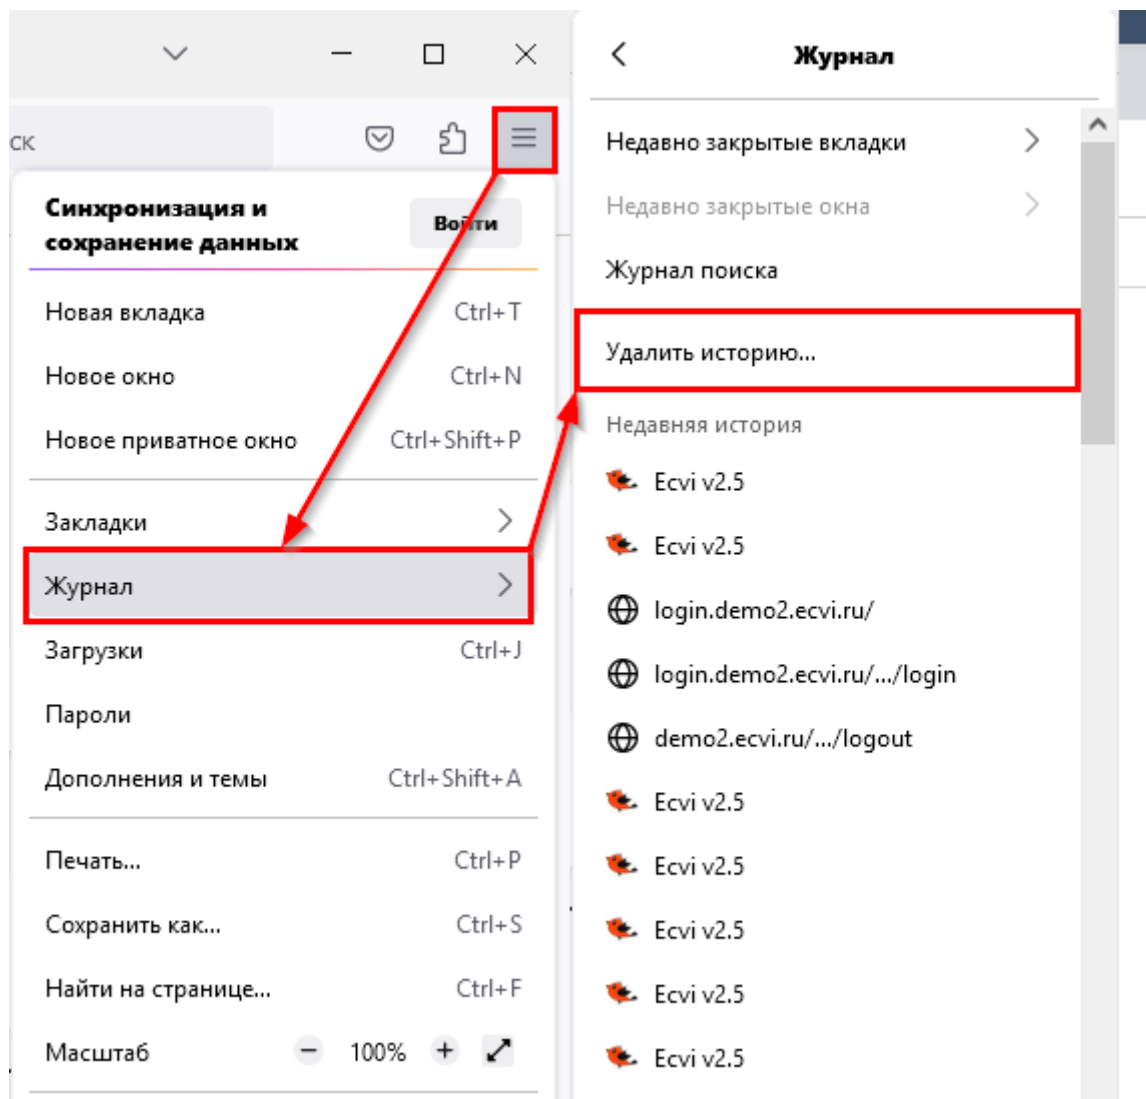 ск
Синхронизация и
сохранение данных
Войти
Новая вкладка Ctrl+T
Новое окно Ctrl+N
Новое приватное окно Ctrl+Shift+P
Закладки
Журнал
Загрузки Ctrl+J
Пароли
Дополнения и темы Ctrl+Shift+A
Печать... Ctrl+P
Сохранить как... Ctrl+S
Найти на странице... Ctrl+F
Масштаб − 100% +
Журнал
Недавно закрытые вкладки
Недавно закрытые окна
Журнал поиска
Удалить историю...
Недавняя история
Ecvi v2.5
Ecvi v2.5
login.demo2.ecvi.ru/
login.demo2.ecvi.ru/.../login
demo2.ecvi.ru/.../logout
Ecvi v2.5
Ecvi v2.5
Ecvi v2.5
Ecvi v2.5
Ecvi v2.5